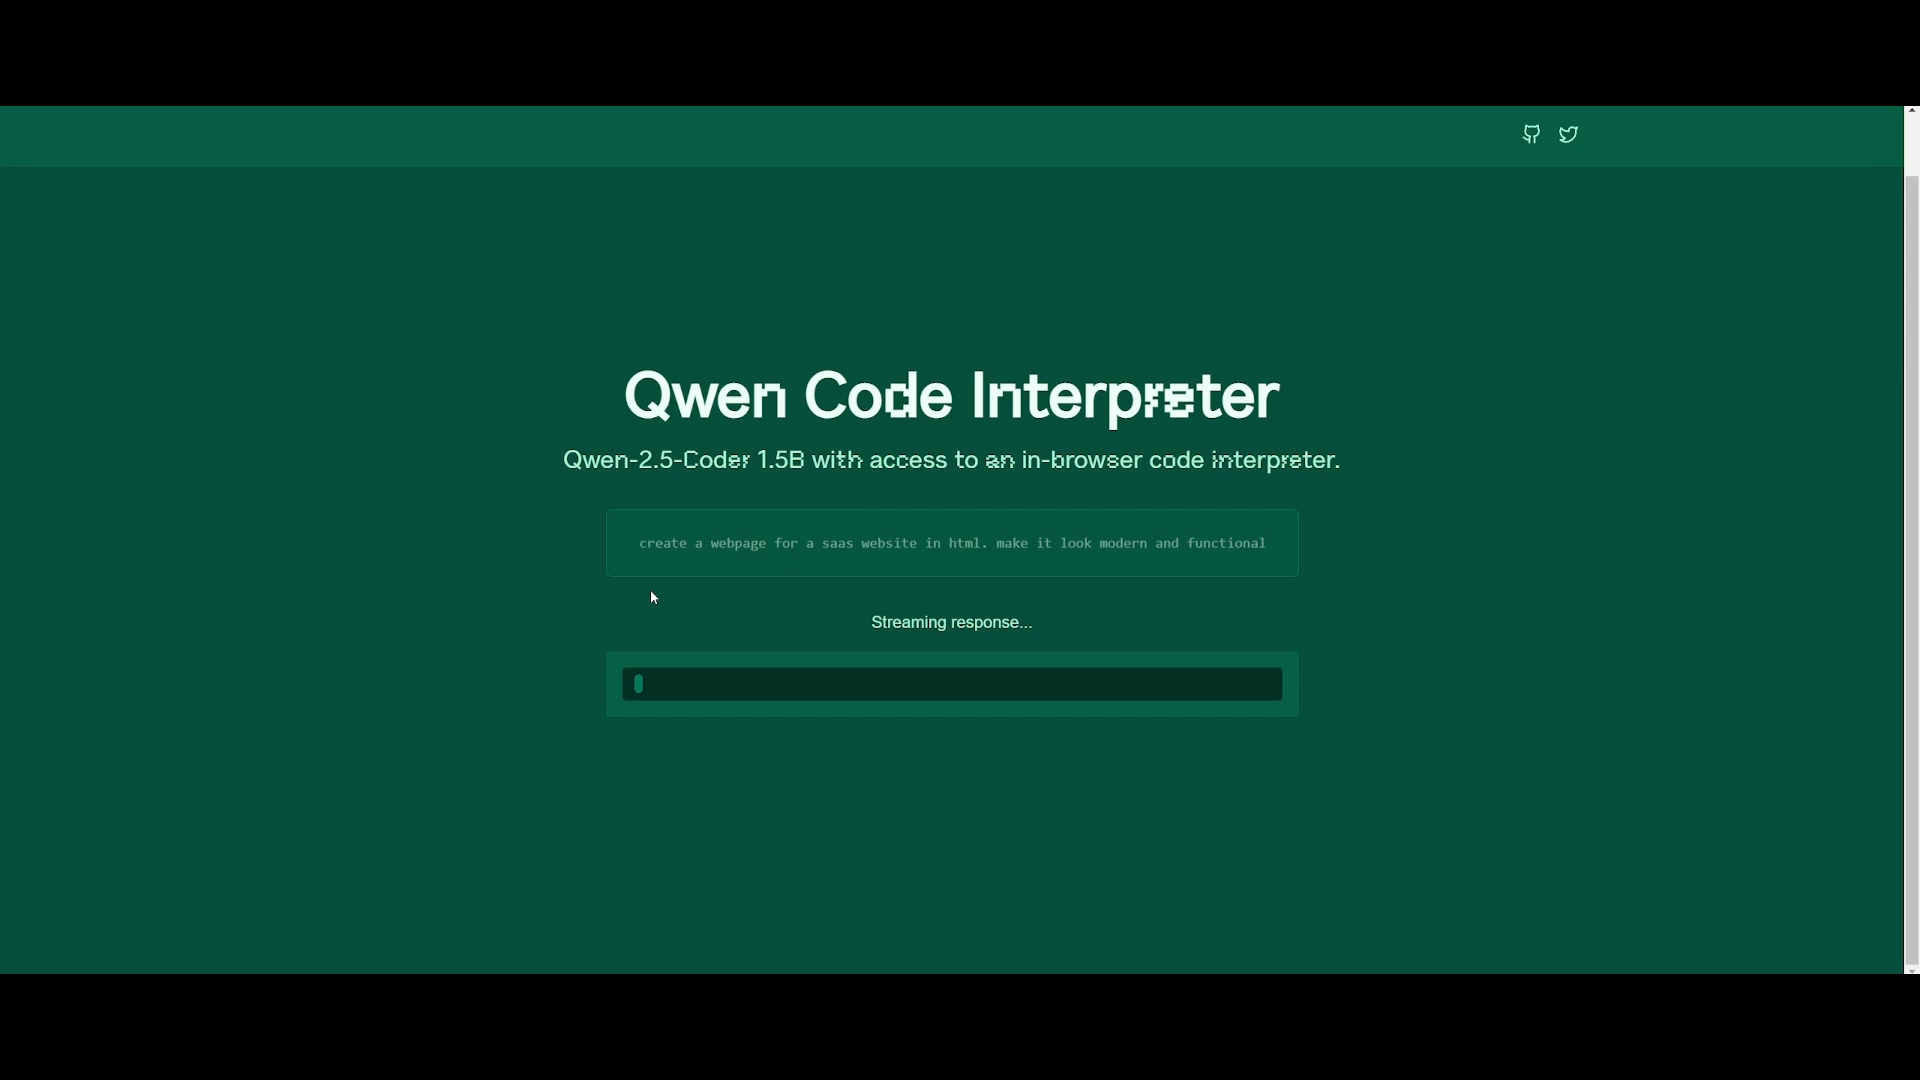 Qwen Code Interpreter
Qwen-2.5-Coder 1.5B with access to an in-browser code interpreter.
create a webpage for a saas website in html. make it look modern and functional
Streaming response...